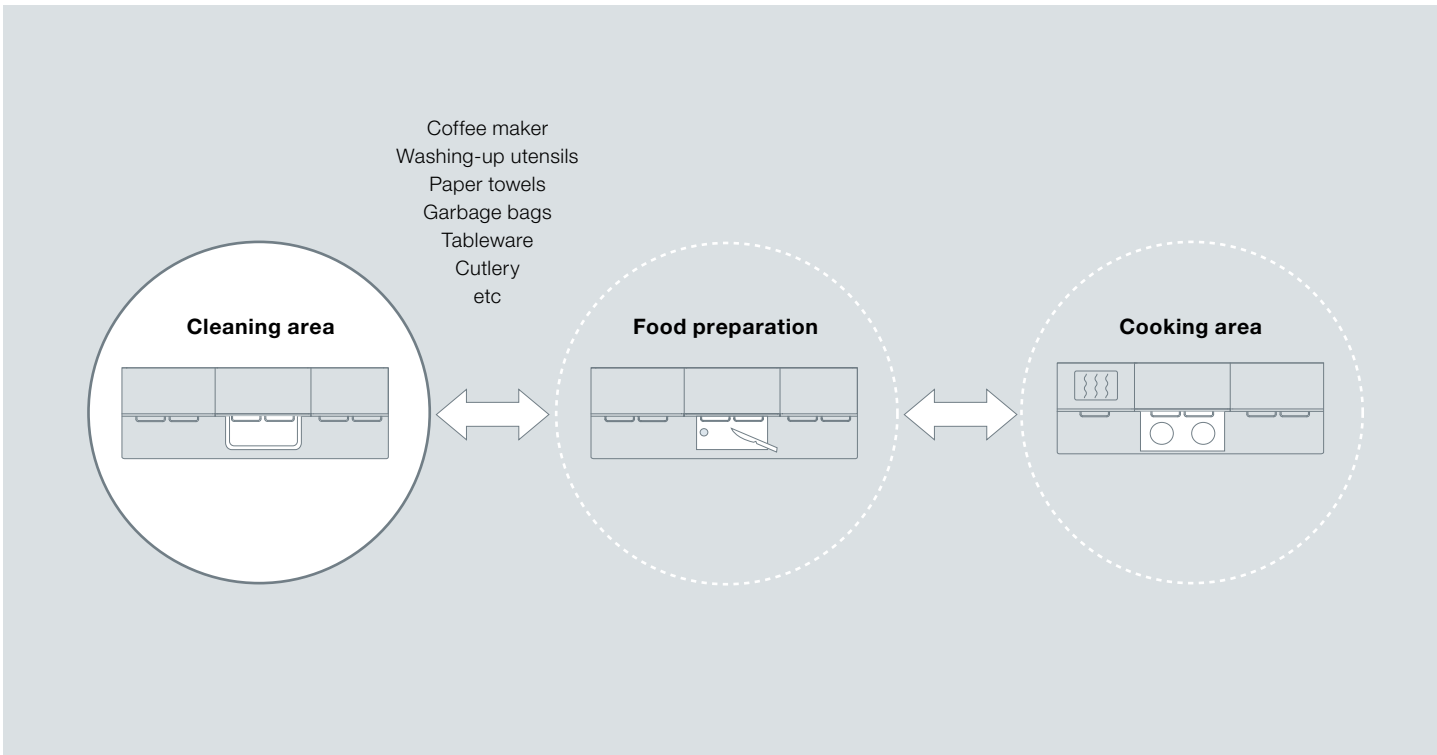 Coffee maker
Washing-up utensils
Paper towels
Garbage bags
Tableware
Cutlery
etc
Cleaning area
Food preparation
Cooking area